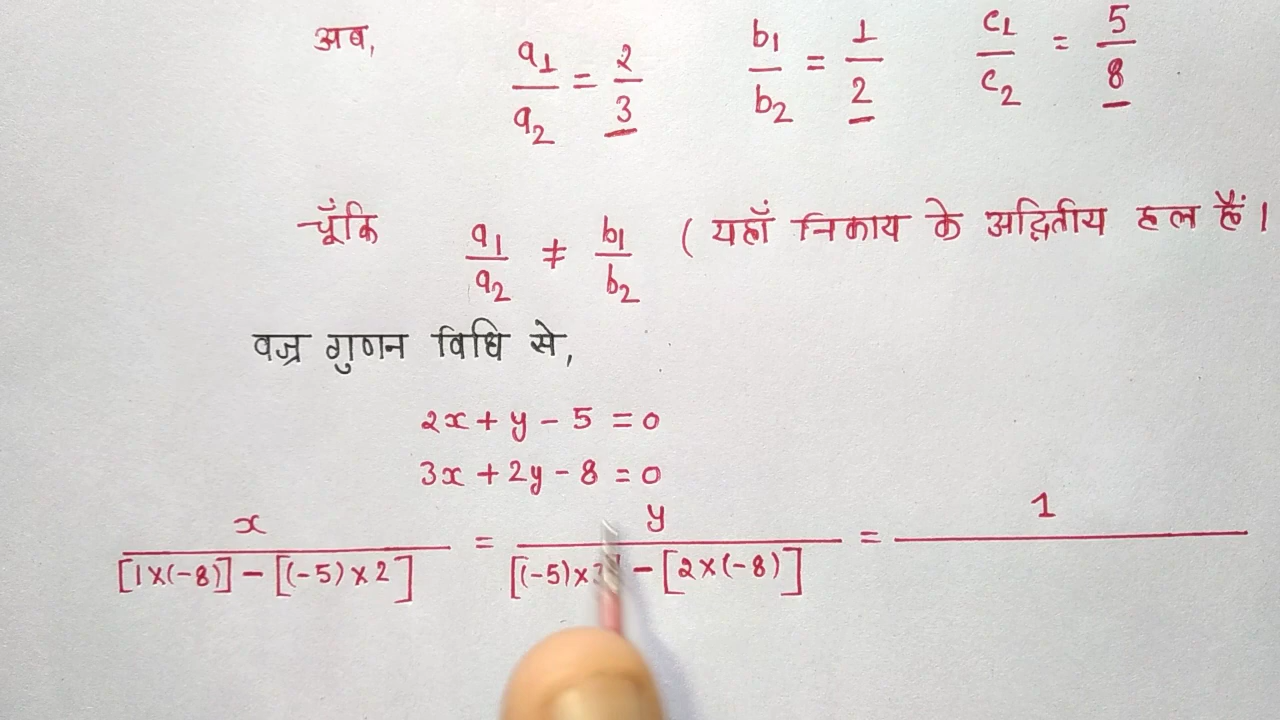 अब, a1/a2 = 2/3 b1/b2 = 1/2 c1/c2 = 5/8
चूँकि a1/a2 ≠ b1/b2 ( यहाँ निकाय के अद्वितीय हल हैं।
वज्र गुणन विधि से,
2x + y - 5 = 0
3x + 2y - 8 = 0
x/[1×(-8)] - [(-5)×2] = y/[(-5)× ] - [2×(-8)] = 1/